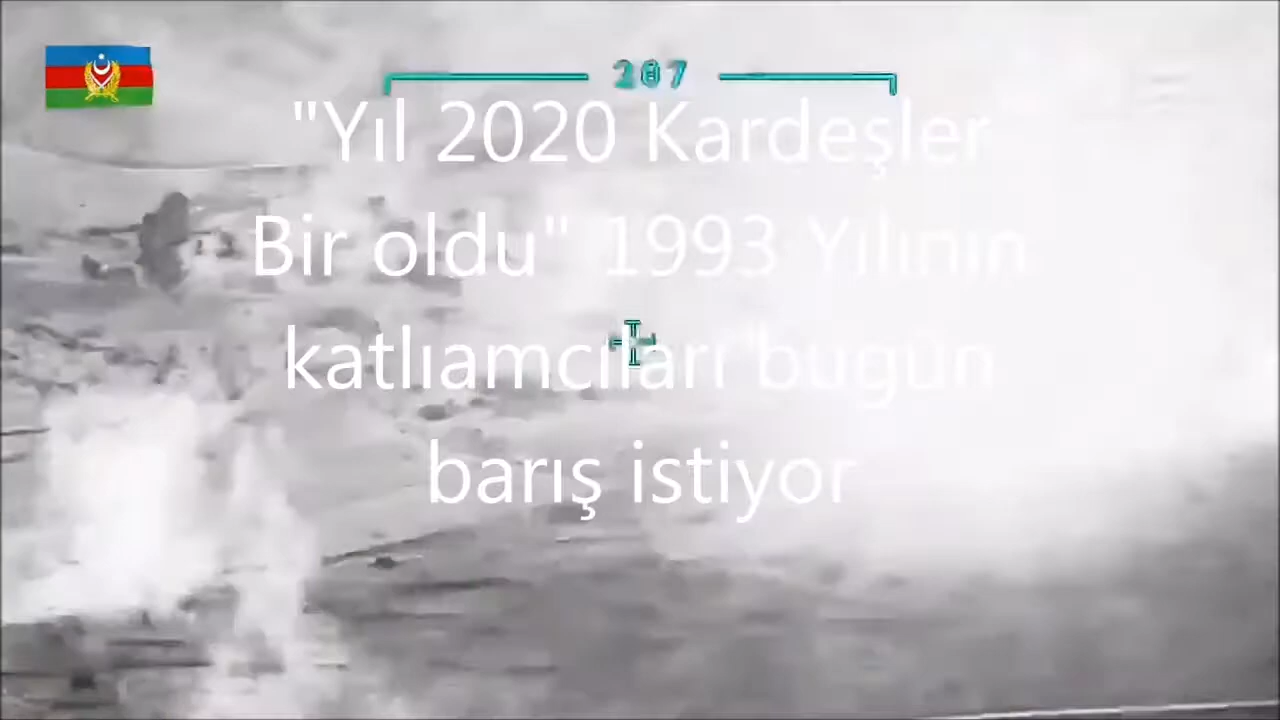 287
"Yıl 2020 Kardeşler
Bir oldu" 1993 Yılının
katlıamcıları bugün
barış istiyor